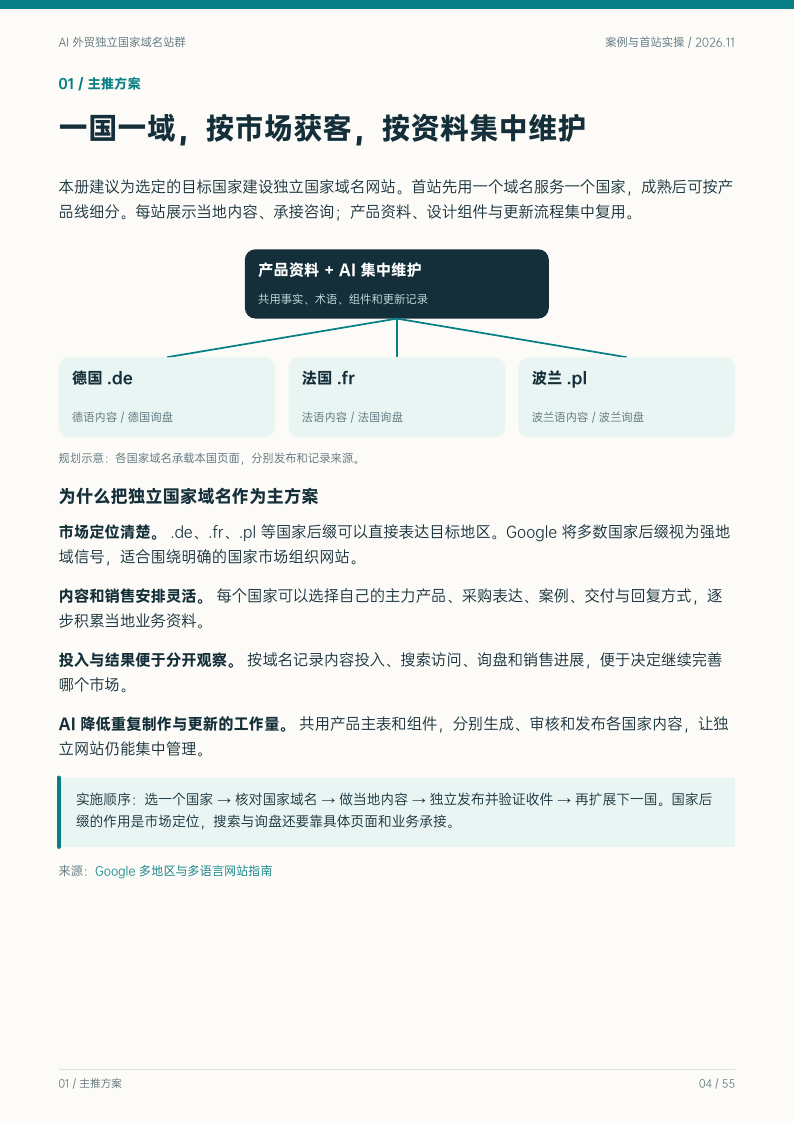 AI 外贸独立国家域名站群
案例与首站实操 / 2026.11
01 / 主推方案
一国一域，按市场获客，按资料集中维护
本册建议为选定的目标国家建设独立国家域名网站。首站先用一个域名服务一个国家，成熟后可按产
品线细分。每站展示当地内容、承接咨询；产品资料、设计组件与更新流程集中复用。
产品资料 + AI 集中维护
共用事实、术语、组件和更新记录
德国 .de
德语内容 / 德国询盘
法国 .fr
法语内容 / 法国询盘
波兰 .pl
波兰语内容 / 波兰询盘
规划示意：各国家域名承载本国页面，分别发布和记录来源。
为什么把独立国家域名作为主方案
市场定位清楚。 .de、.fr、.pl 等国家后缀可以直接表达目标地区。Google 将多数国家后缀视为强地
域信号，适合围绕明确的国家市场组织网站。
内容和销售安排灵活。 每个国家可以选择自己的主力产品、采购表达、案例、交付与回复方式，逐
步积累当地业务资料。
投入与结果便于分开观察。 按域名记录内容投入、搜索访问、询盘和销售进展，便于决定继续完善
哪个市场。
AI 降低重复制作与更新的工作量。 共用产品主表和组件，分别生成、审核和发布各国家内容，让独
立网站仍能集中管理。
实施顺序：选一个国家 → 核对国家域名 → 做当地内容 → 独立发布并验证收件 → 再扩展下一国。国家后
缀的作用是市场定位，搜索与询盘还要靠具体页面和业务承接。
来源：Google 多地区与多语言网站指南
01 / 主推方案
04 / 55